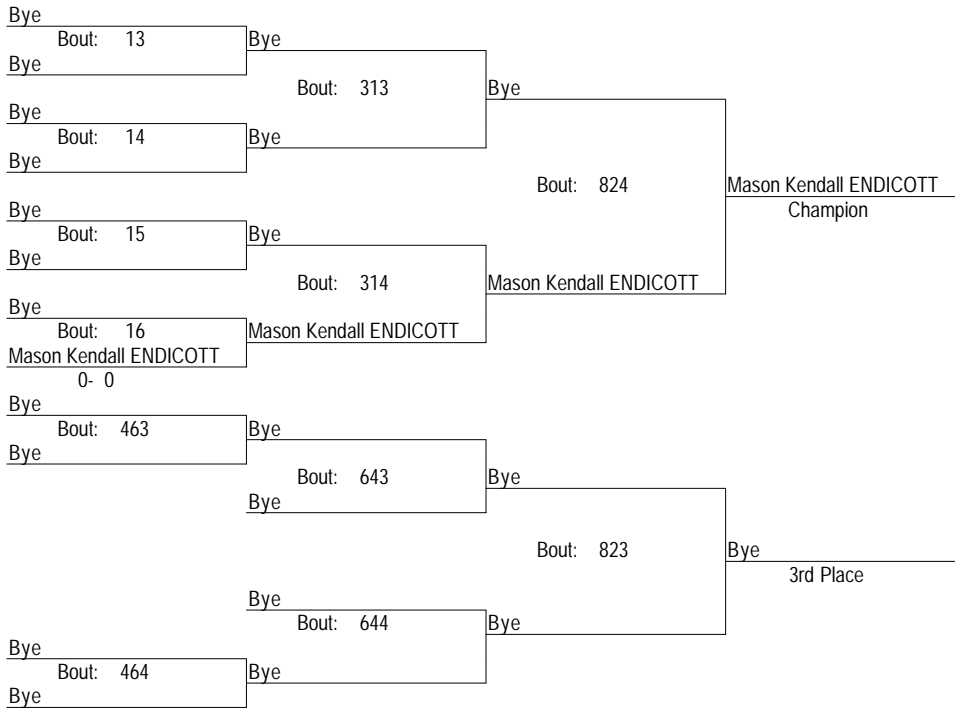 Bye
Bout: 13
Bye
Bye
Bout: 313
Bye
Bye
Bout: 14
Bye
Bye
Bout: 824
Mason Kendall ENDICOTT
Champion
Bye
Bout: 15
Bye
Bye
Bout: 314
Mason Kendall ENDICOTT
Bye
Bout: 16
Mason Kendall ENDICOTT
Mason Kendall ENDICOTT
0- 0
Bye
Bout: 463
Bye
Bye
Bout: 643
Bye
Bye
Bout: 823
Bye
3rd Place
Bye
Bout: 644
Bye
Bye
Bout: 464
Bye
Bye